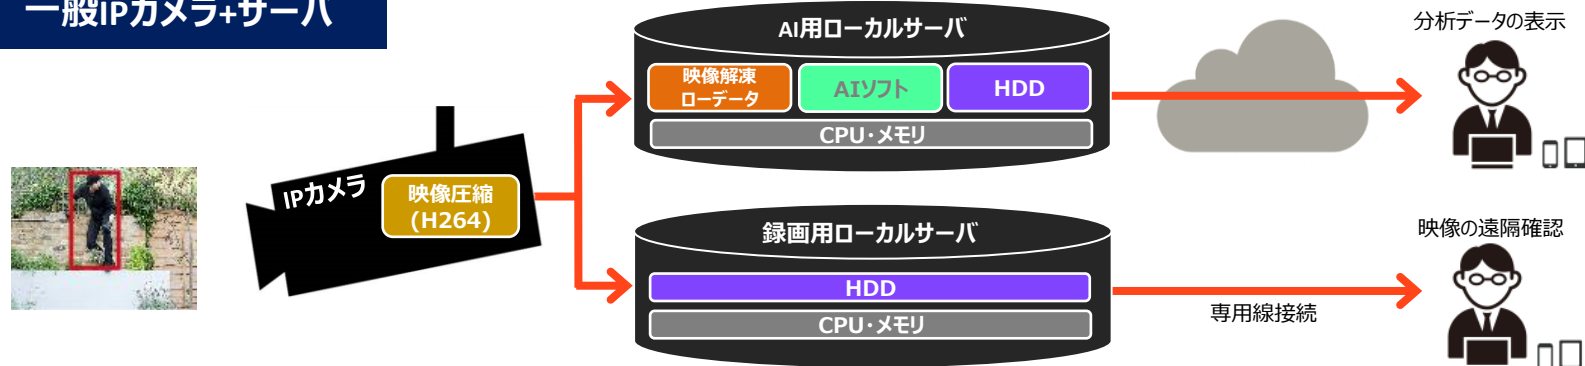 一般IPカメラ+サーバ
AI用ローカルサーバ
映像解凍
ローデータ
AIソフト
HDD
CPU・メモリ
分析データの表示
IPカメラ
映像圧縮
(H264)
録画用ローカルサーバ
HDD
CPU・メモリ
専用線接続
映像の遠隔確認